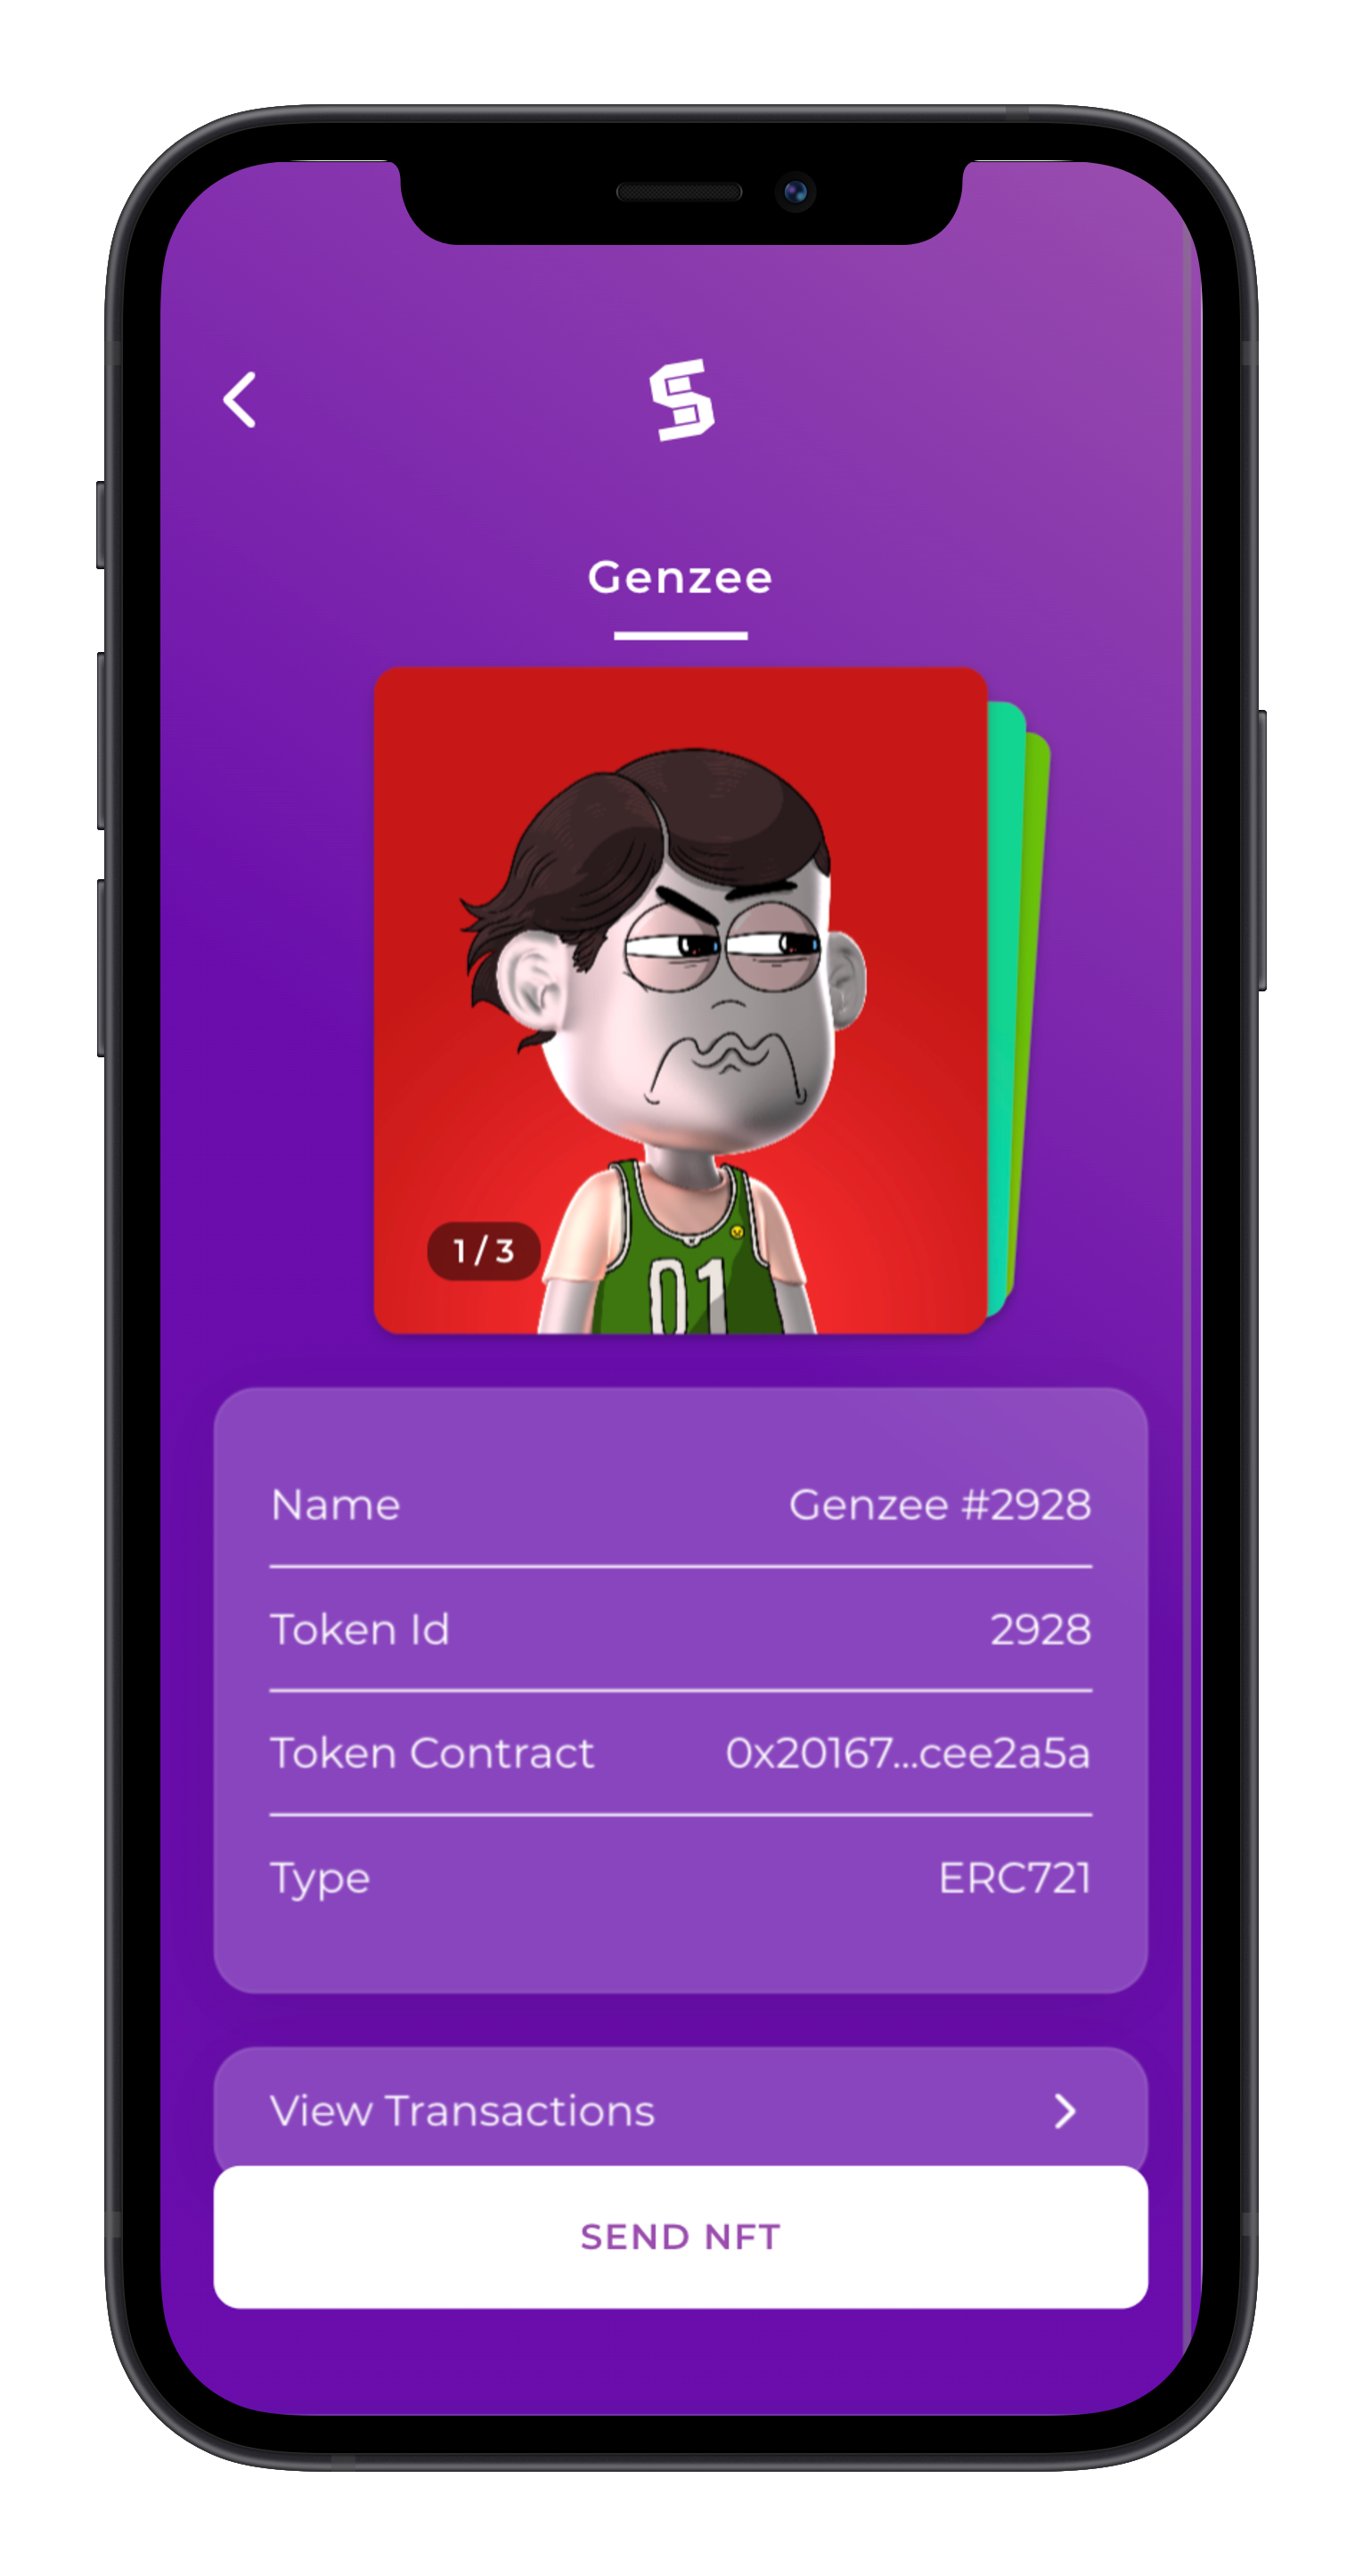 Genzee
1/3
01
Name Genzee #2928
Token Id 2928
Token Contract 0x20167...cee2a5a
Type ERC721
View Transactions
SEND NFT